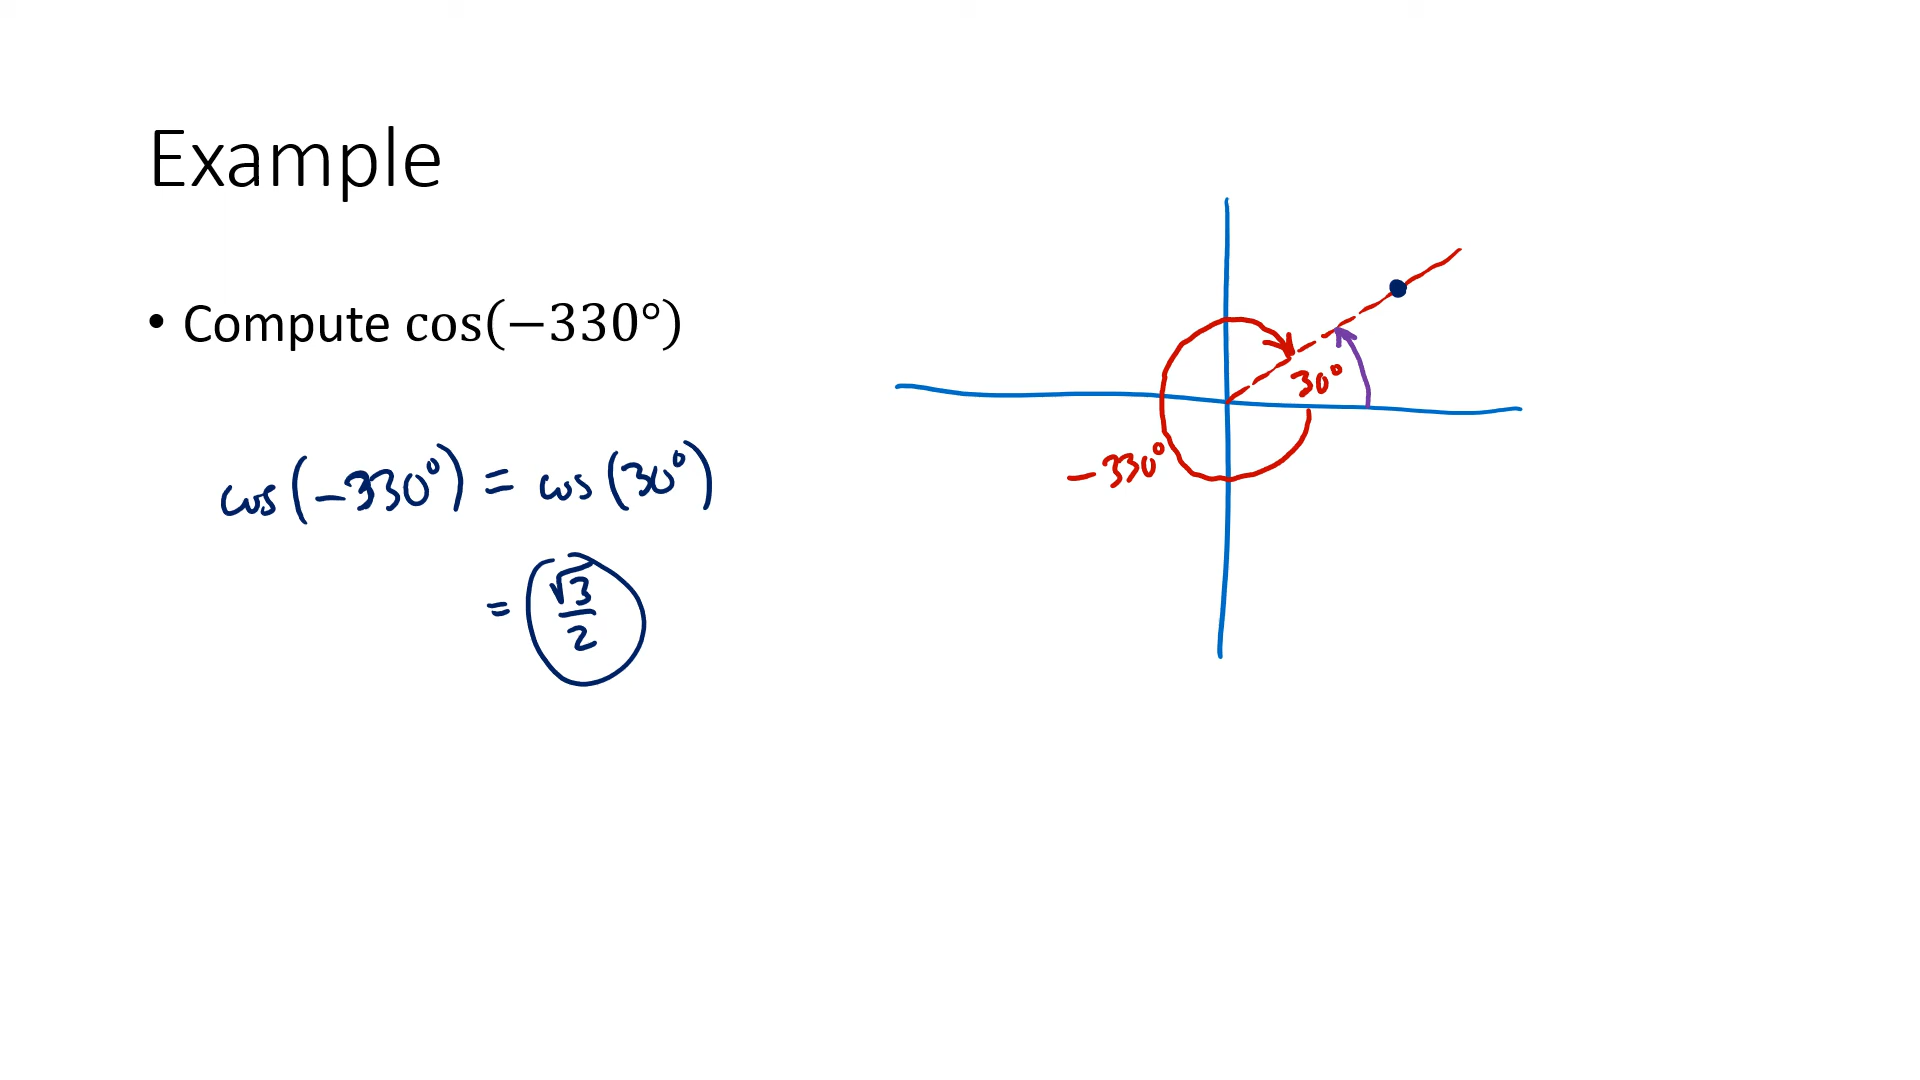 Example
• Compute cos(−330°)
cos(-330°) = cos(30°)
= √3/2
30°
-330°